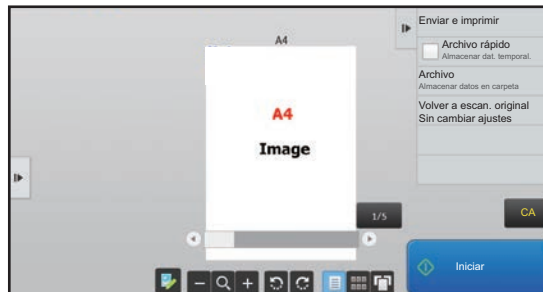 A4
A4
Image
1/5
Enviar e imprimir
Archivo rápido
Almacenar dat. temporal.
Archivo
Almacenar datos en carpeta
Volver a escan. original
Sin cambiar ajustes
CA
Iniciar